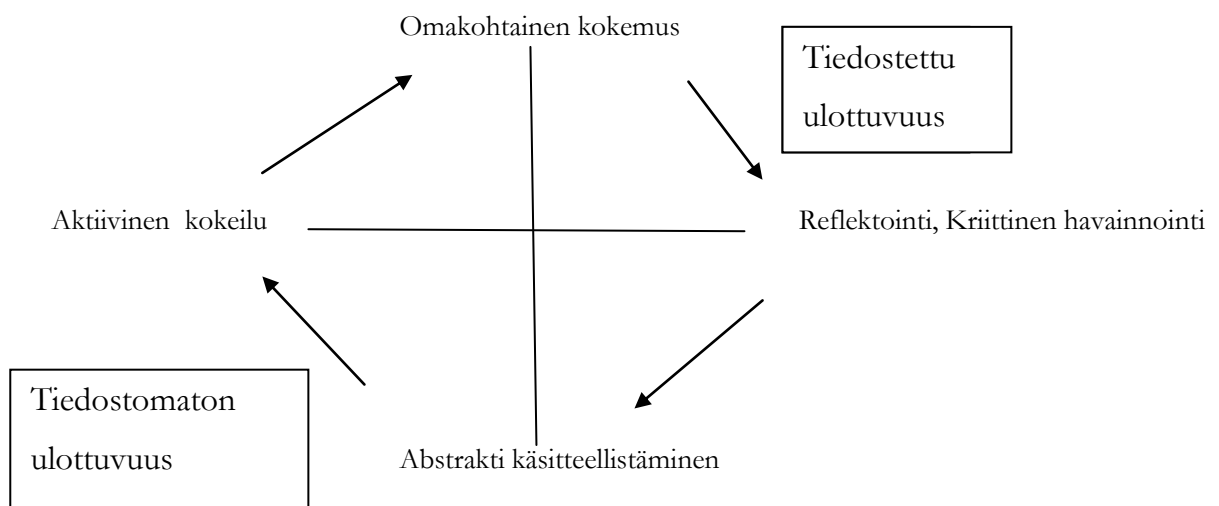 Omakohtainen kokemus
Tiedostettu
ulottuvuus
Aktiivinen kokeilu
Reflektointi, Kriittinen havainnointi
Tiedostomaton
ulottuvuus
Abstrakti käsitteellistäminen